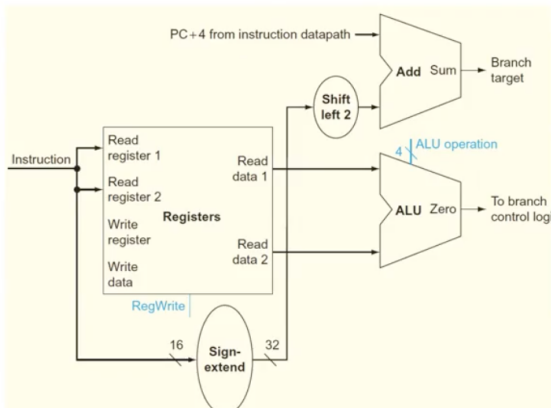 PC+4 from instruction datapath
Add Sum
Branch
target
Shift
left 2
4
ALU operation
Instruction
Read
register 1
Read
register 2
Write
register
Write
data
Registers
Read
data 1
Read
data 2
RegWrite
ALU Zero
To branch
control logi
16
Sign-
extend
32